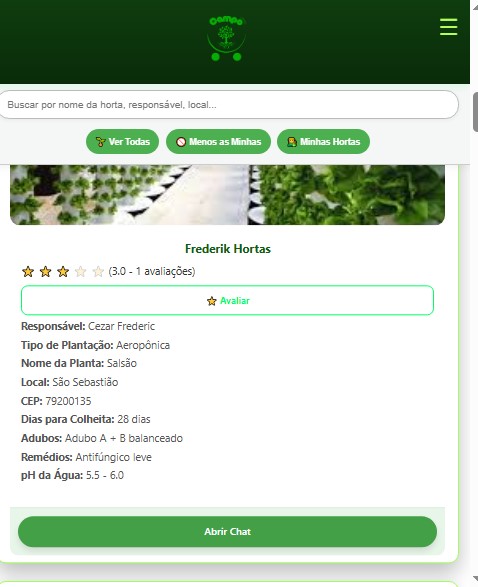 Campo
Buscar por nome da horta, responsável, local...
Ver Todas
Menos as Minhas
Minhas Hortas
Frederik Hortas
(3.0 - 1 avaliações)
Avaliar
Responsável: Cezar Frederic
Tipo de Plantação: Aeropônica
Nome da Planta: Salsão
Local: São Sebastião
CEP: 79200135
Dias para Colheita: 28 dias
Adubos: Adubo A + B balanceado
Remédios: Antifúngico leve
pH da Água: 5.5 - 6.0
Abrir Chat